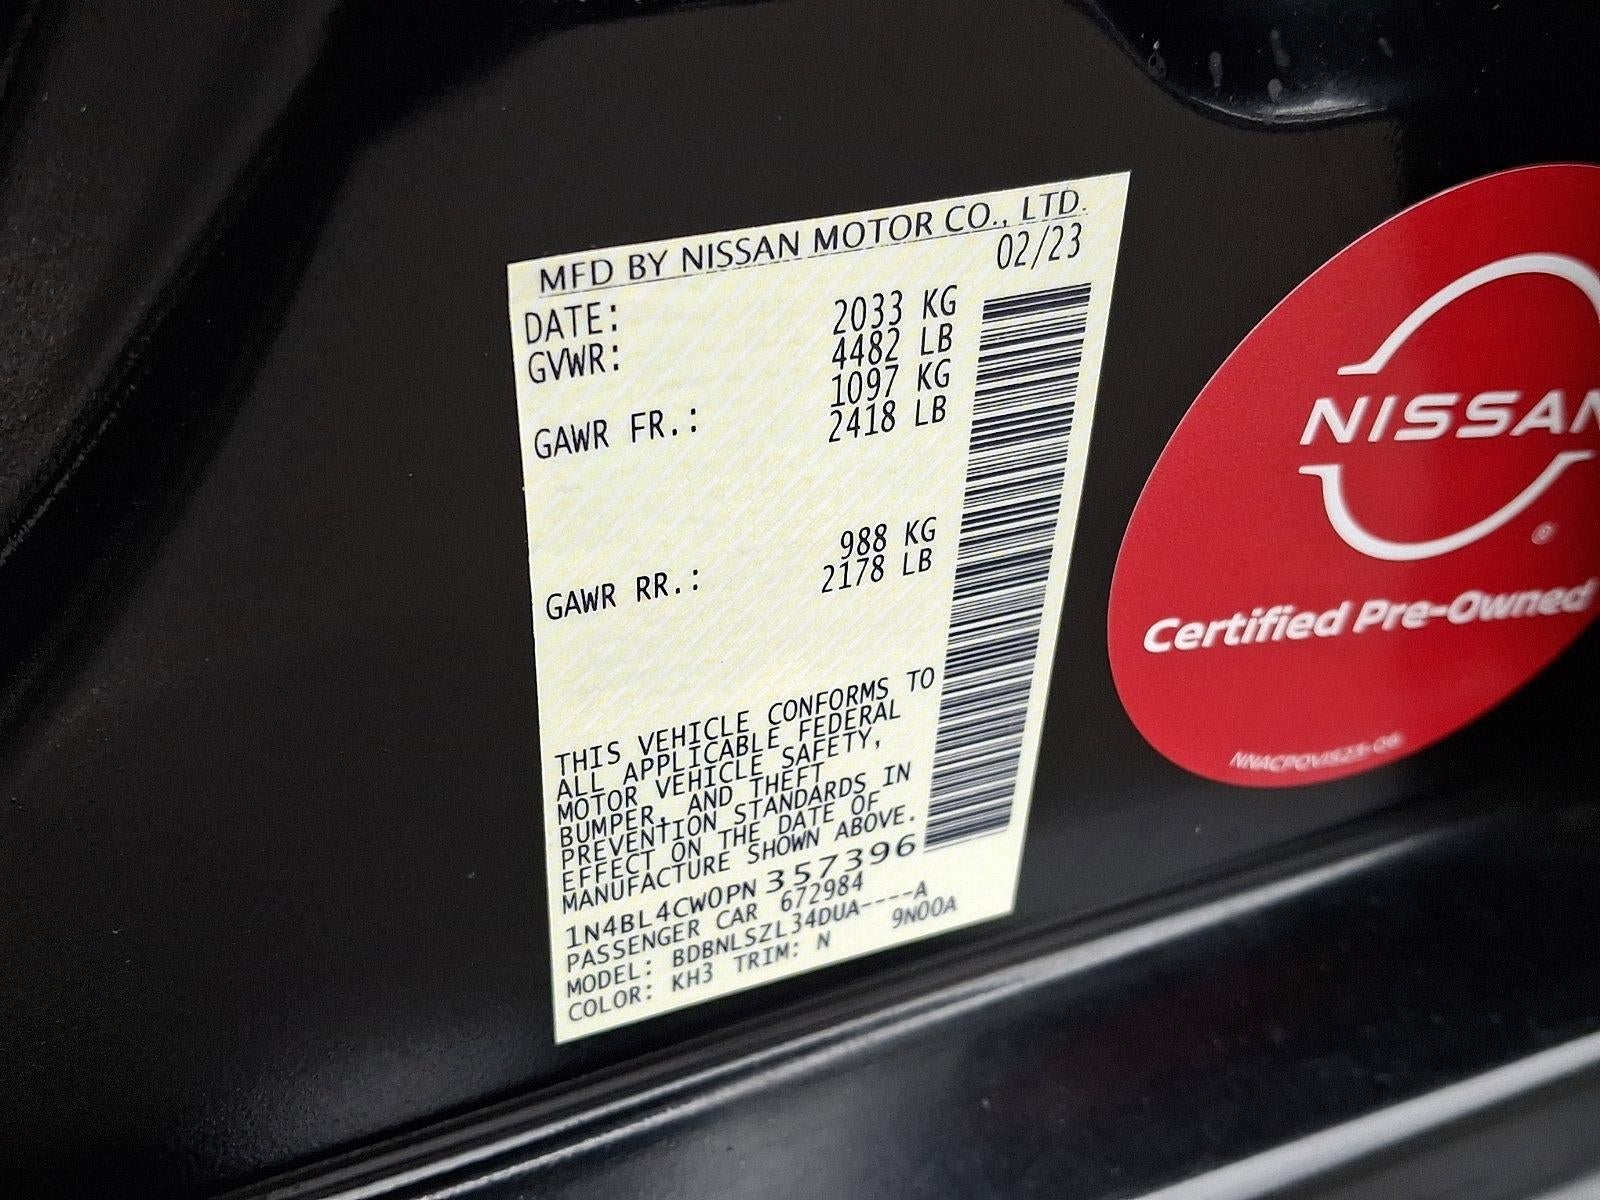 MFD BY NISSAN MOTOR CO., LTD.
DATE: 02/23
GVWR: 2033 KG
4482 LB
GAWR FR.: 1097 KG
2418 LB
GAWR RR.: 988 KG
2178 LB
THIS VEHICLE CONFORMS TO
ALL APPLICABLE FEDERAL
MOTOR VEHICLE SAFETY,
BUMPER, AND THEFT
PREVENTION STANDARDS IN
EFFECT ON THE DATE OF
MANUFACTURE SHOWN ABOVE.
1N4BL4CW0PN357396
PASSENGER CAR 672984
MODEL: BDBNLSZL34DUA----A
COLOR: KH3 TRIM: N 9N00A
NISSAN
®
Certified Pre-Owned
NNACPOVIS23-06